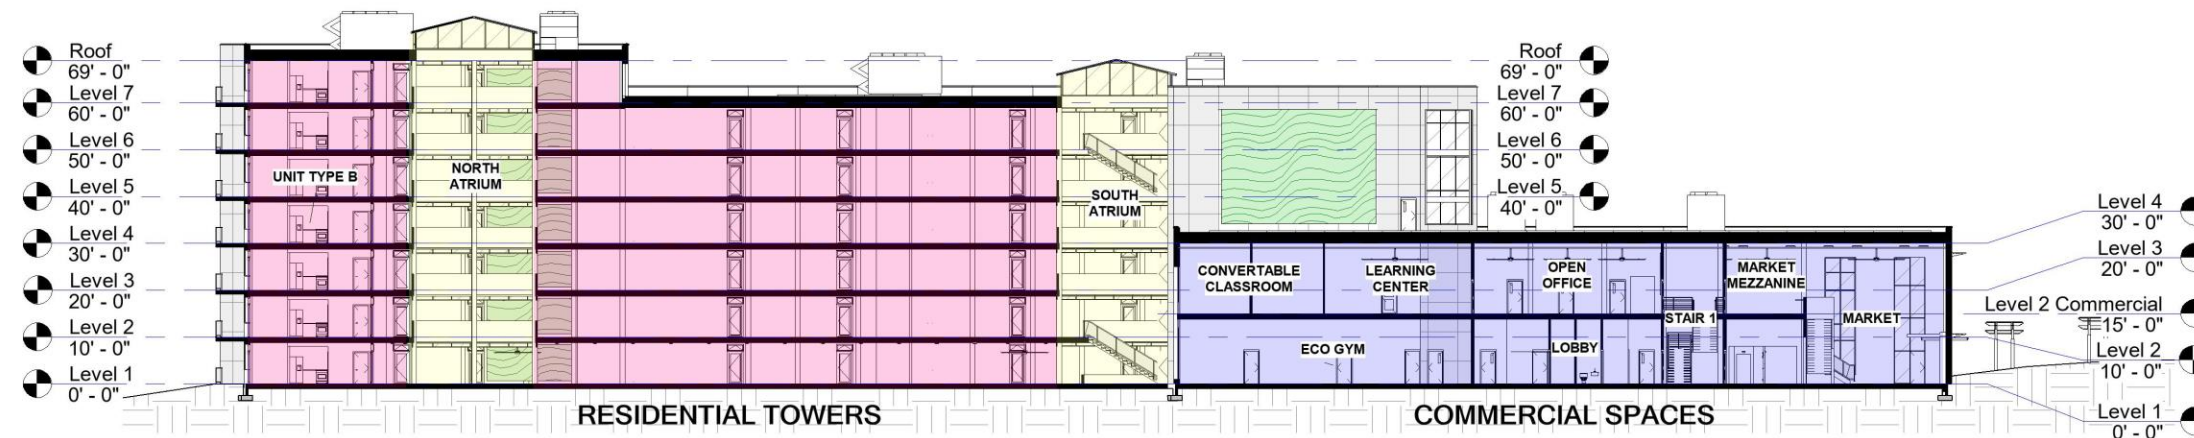 Roof
69' - 0"
Level 7
60' - 0"
Level 6
50' - 0"
Level 5
40' - 0"
Level 4
30' - 0"
Level 3
20' - 0"
Level 2
10' - 0"
Level 1
0' - 0"
UNIT TYPE B
NORTH
ATRIUM
SOUTH
ATRIUM
Roof
69' - 0"
Level 7
60' - 0"
Level 6
50' - 0"
Level 5
40' - 0"
CONVERTABLE
CLASSROOM
LEARNING
CENTER
OPEN
OFFICE
MARKET
MEZZANINE
STAIR 1
MARKET
ECO GYM
LOBBY
Level 4
30' - 0"
Level 3
20' - 0"
Level 2 Commercial
15' - 0"
Level 2
10' - 0"
Level 1
0' - 0"
RESIDENTIAL TOWERS
COMMERCIAL SPACES